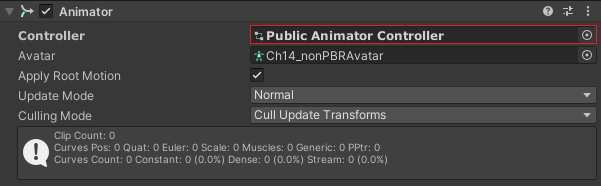 Animator
Controller Public Animator Controller
Avatar Ch14_nonPBRAvatar
Apply Root Motion
Update Mode Normal
Culling Mode Cull Update Transforms
Clip Count: 0
Curves Pos: 0 Quat: 0 Euler: 0 Scale: 0 Muscles: 0 Generic: 0 PPtr: 0
Curves Count: 0 Constant: 0 (0.0%) Dense: 0 (0.0%) Stream: 0 (0.0%)